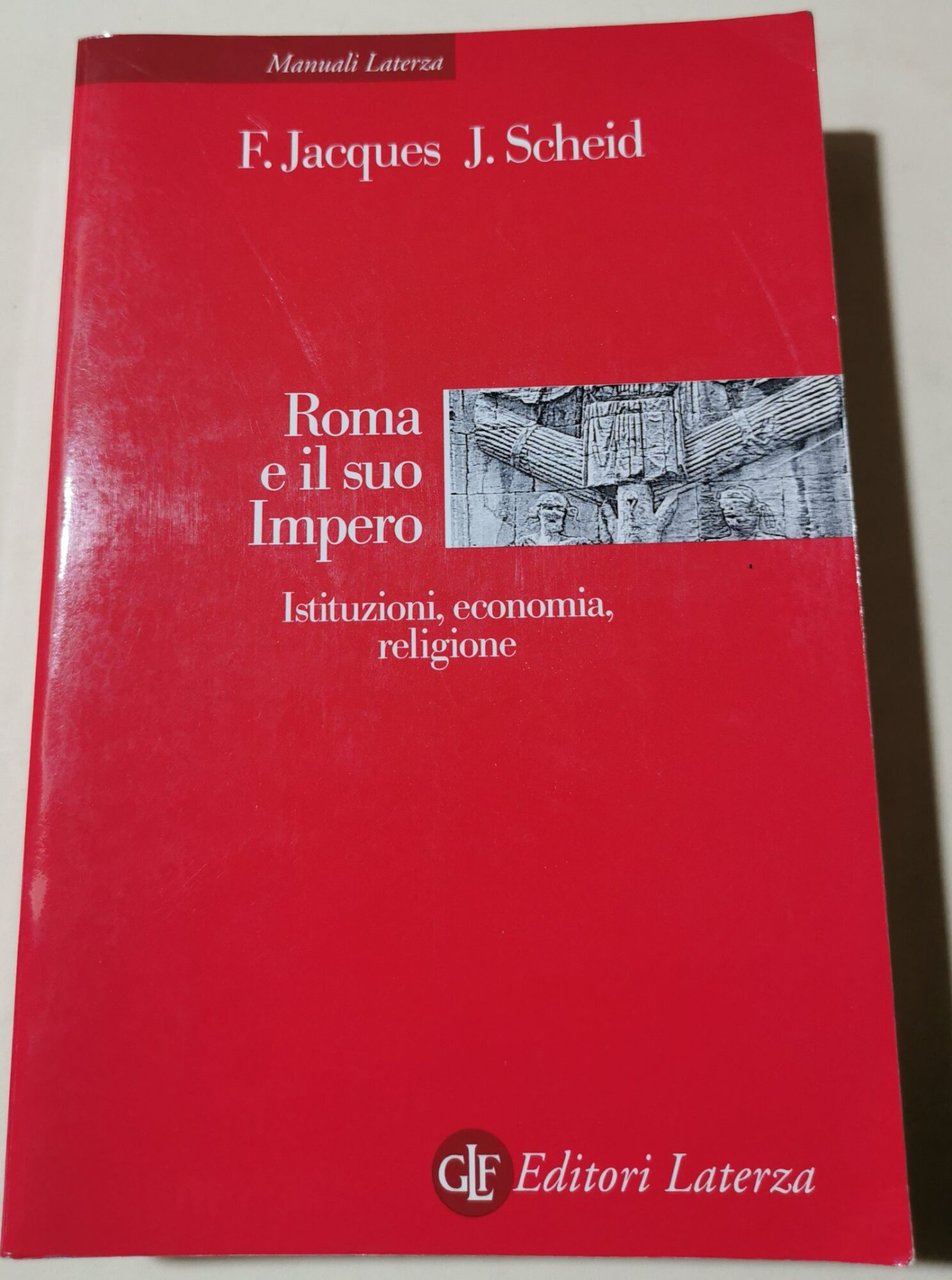 Manuali Laterza
F. Jacques J. Scheid
Roma
e il suo
Impero
Istituzioni, economia,
religione
GLF Editori Laterza